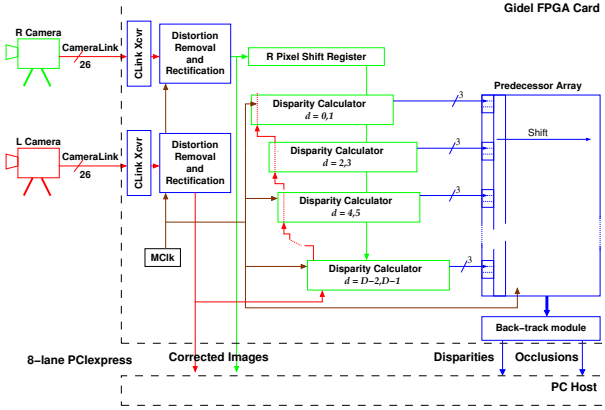 Gidel FPGA Card
R Camera
CameraLink
26
CLink Xcvr
Distortion
Removal
and
Rectification
R Pixel Shift Register
3
Predecessor Array
Disparity Calculator
d = 0,1
Shift
L Camera
CameraLink
26
CLink Xcvr
Distortion
Removal
and
Rectification
3
Disparity Calculator
d = 2,3
3
Disparity Calculator
d = 4,5
MClk
3
Disparity Calculator
d = D−2,D−1
Back−track module
8−lane PCIexpress
Corrected Images
Disparities
Occlusions
PC Host